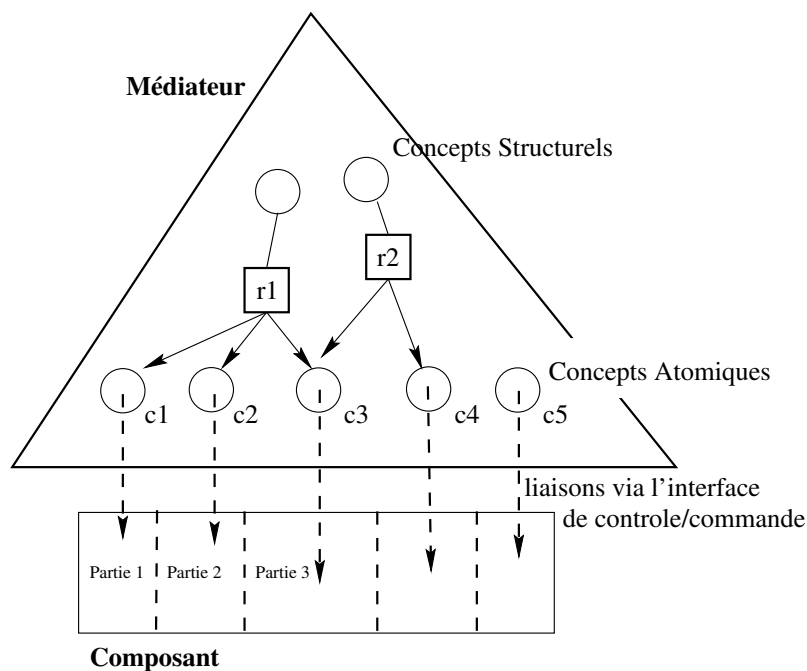 Médiateur
Concepts Structurels
r2
r1
Concepts Atomiques
c1
c2
c3
c4
c5
liaisons via l'interface
de controle/commande
Partie 1
Partie 2
Partie 3
Composant